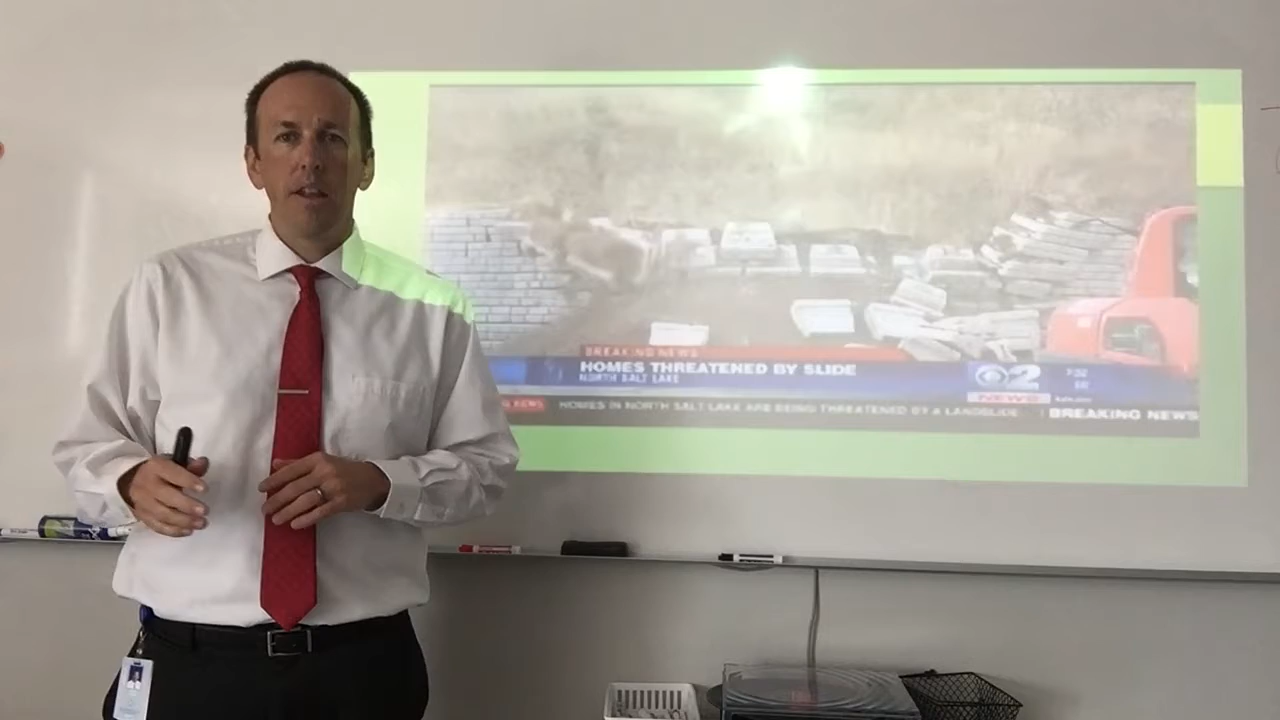 BREAKING NEWS
HOMES THREATENED BY SLIDE
NORTH SALT LAKE
2
NEWS
NEWS HOMES IN NORTH SALT LAKE ARE BEING THREATENED BY A LANDSLIDE | BREAKING NEWS